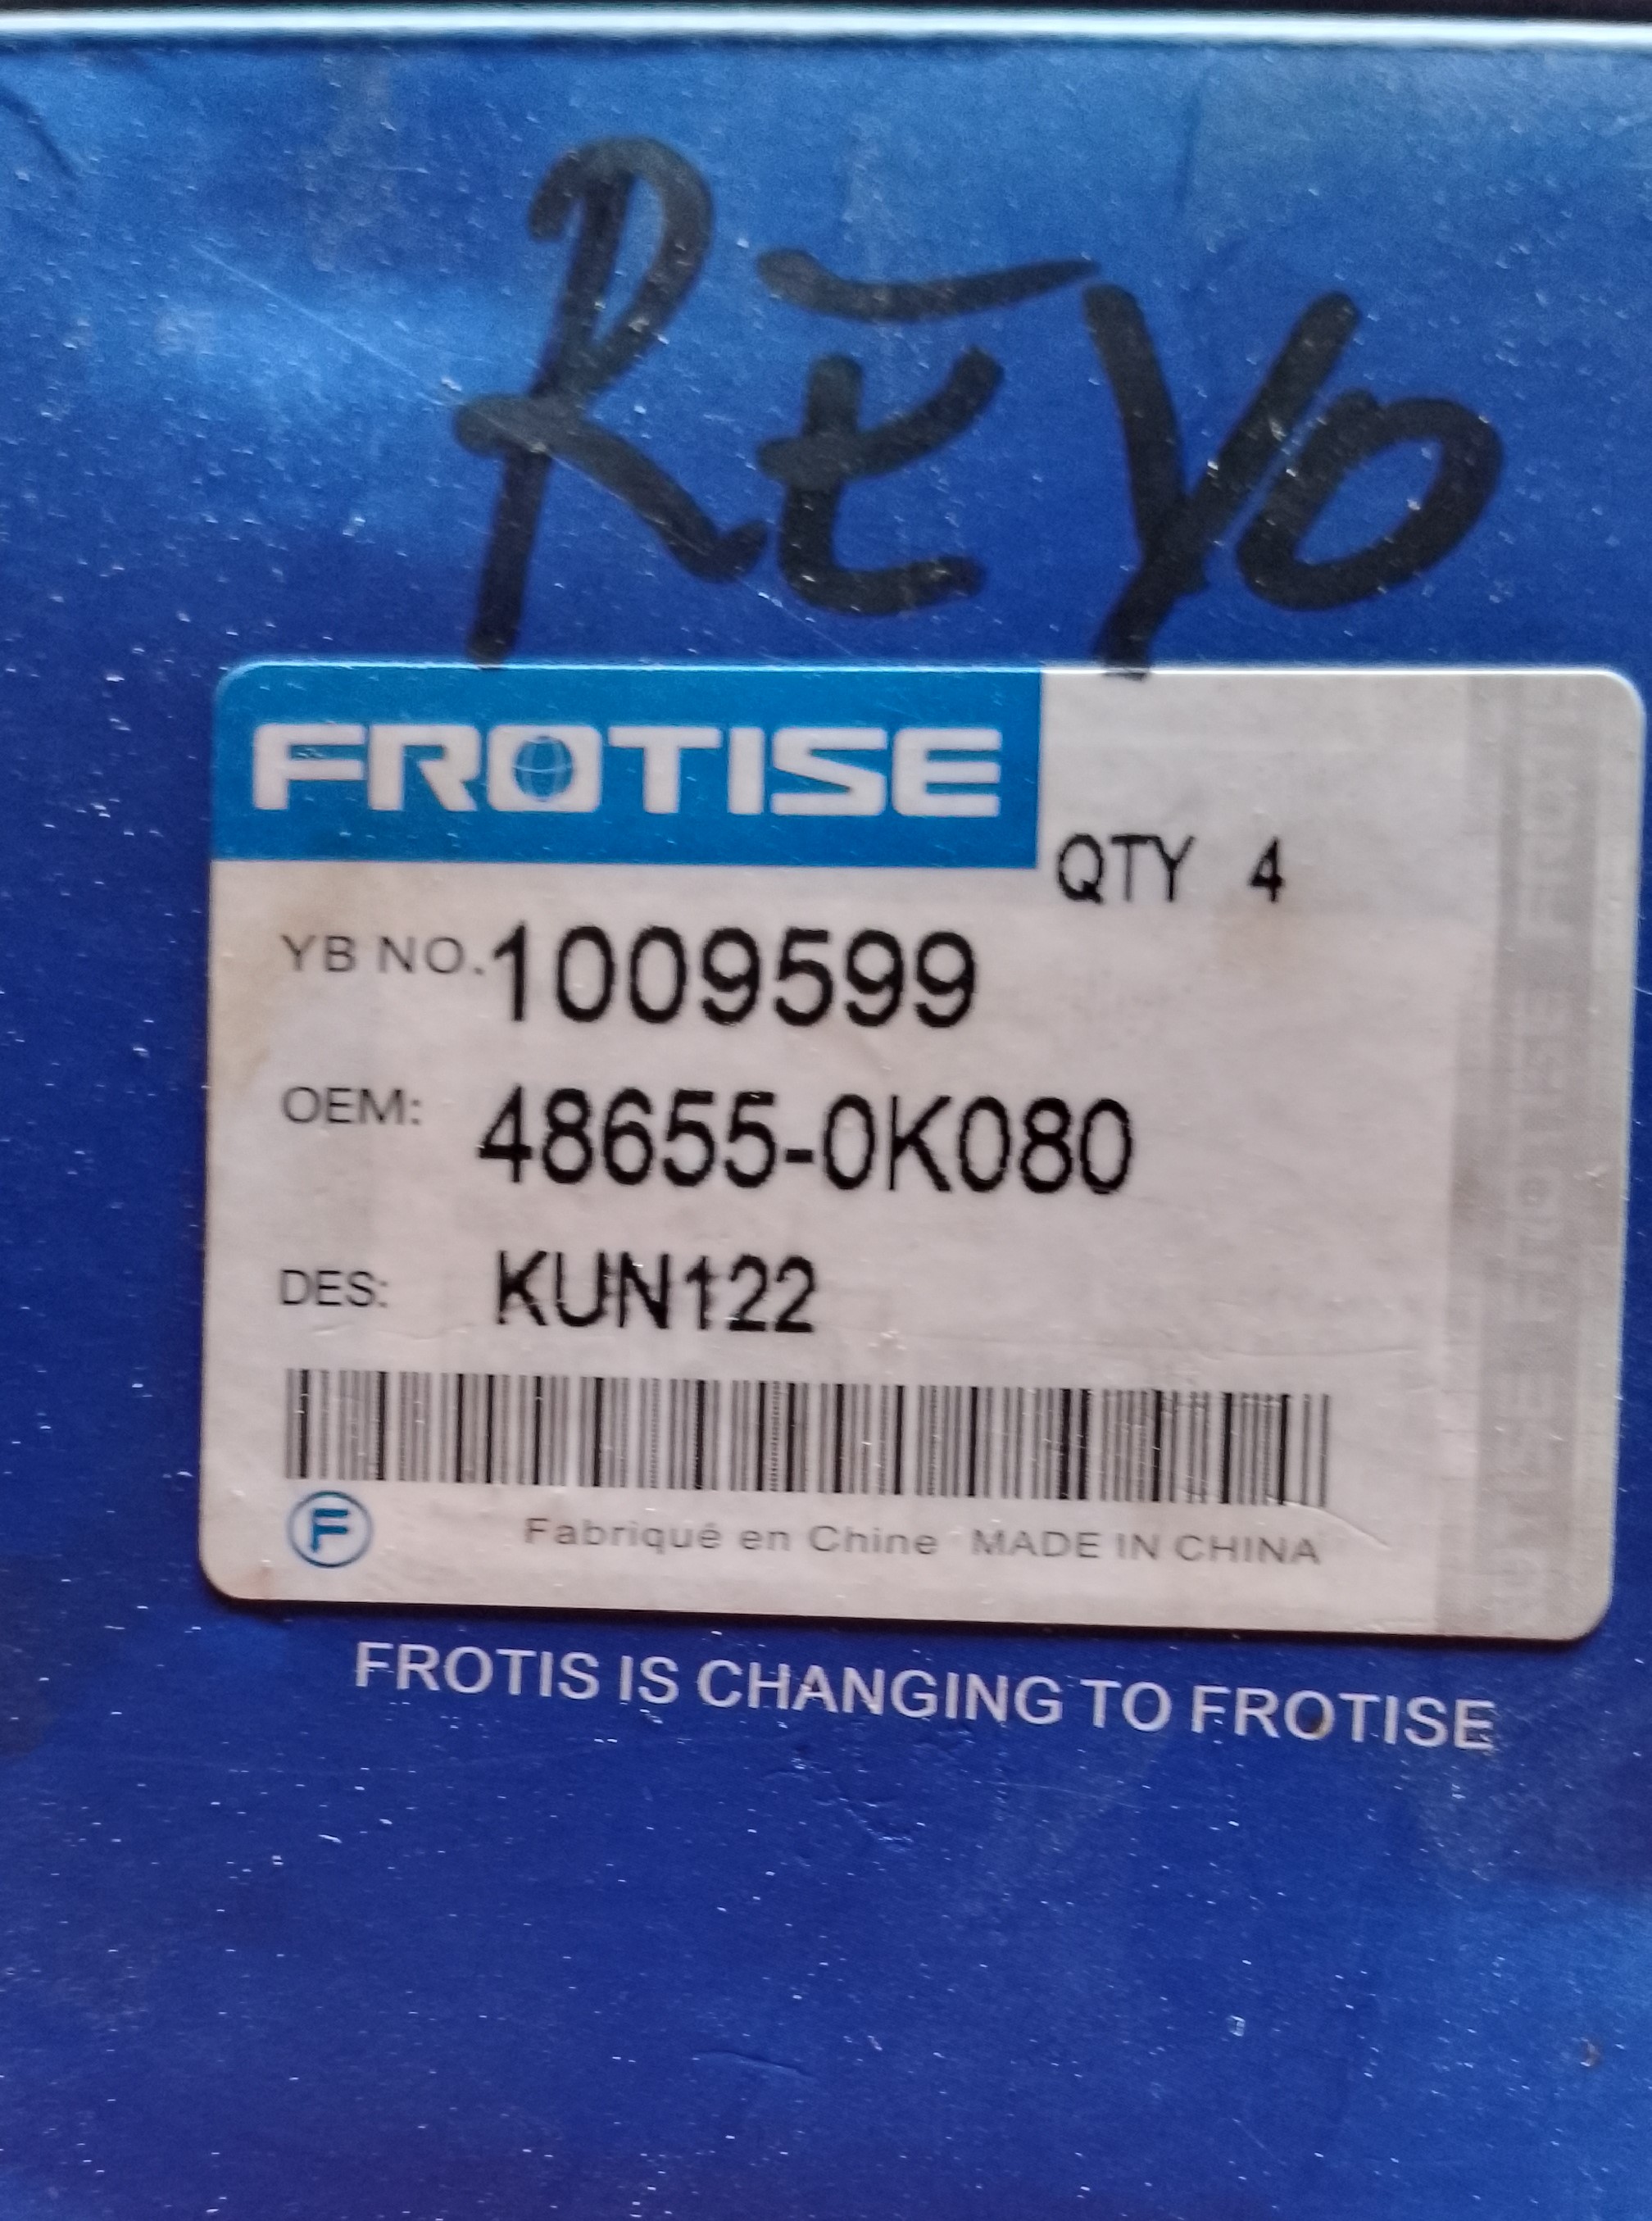 REVO
FROTISE
QTY 4
YB NO. 1009599
OEM: 48655-0K080
DES: KUN122
F
Fabriqué en Chine MADE IN CHINA
FROTIS IS CHANGING TO FROTISE